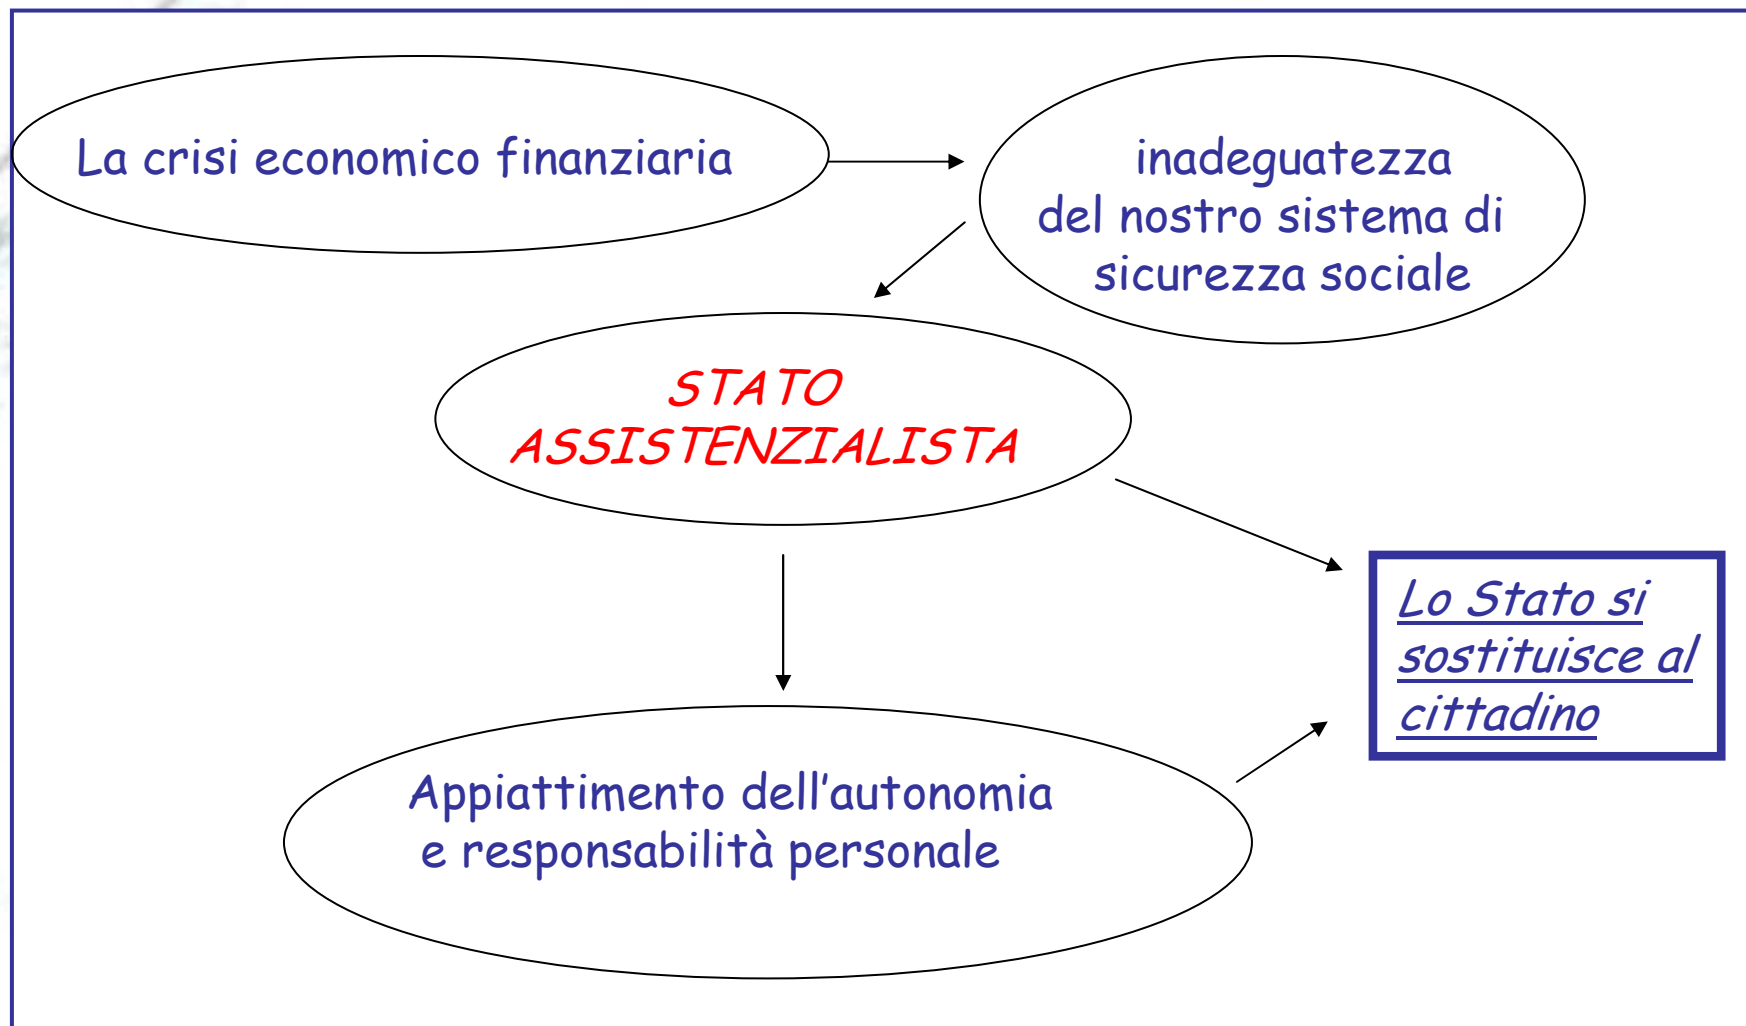 La crisi economico finanziaria
inadeguatezza
del nostro sistema di
sicurezza sociale
STATO
ASSISTENZIALISTA
Lo Stato si
sostituisce al
cittadino
Appiattimento dell'autonomia
e responsabilità personale